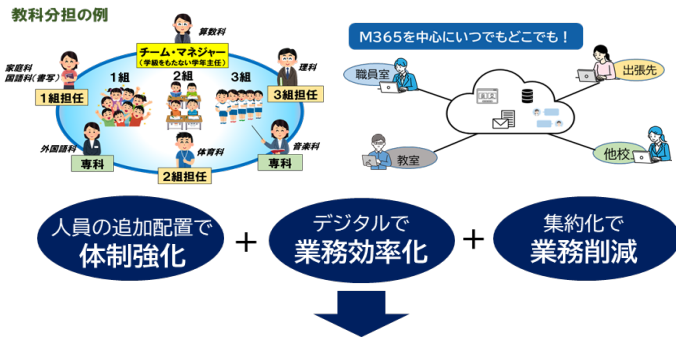 教科分担の例
算数科
チーム・マネジャー
(学級をもたない学年主任)
家庭科
国語科(書写)
1組担任
1組
2組
3組
理科
3組担任
外国語科
専科
体育科
2組担任
音楽科
専科
M365を中心にいつでもどこでも!
職員室
出張先
教室
他校
人員の追加配置で
体制強化
+
デジタルで
業務効率化
+
集約化で
業務削減